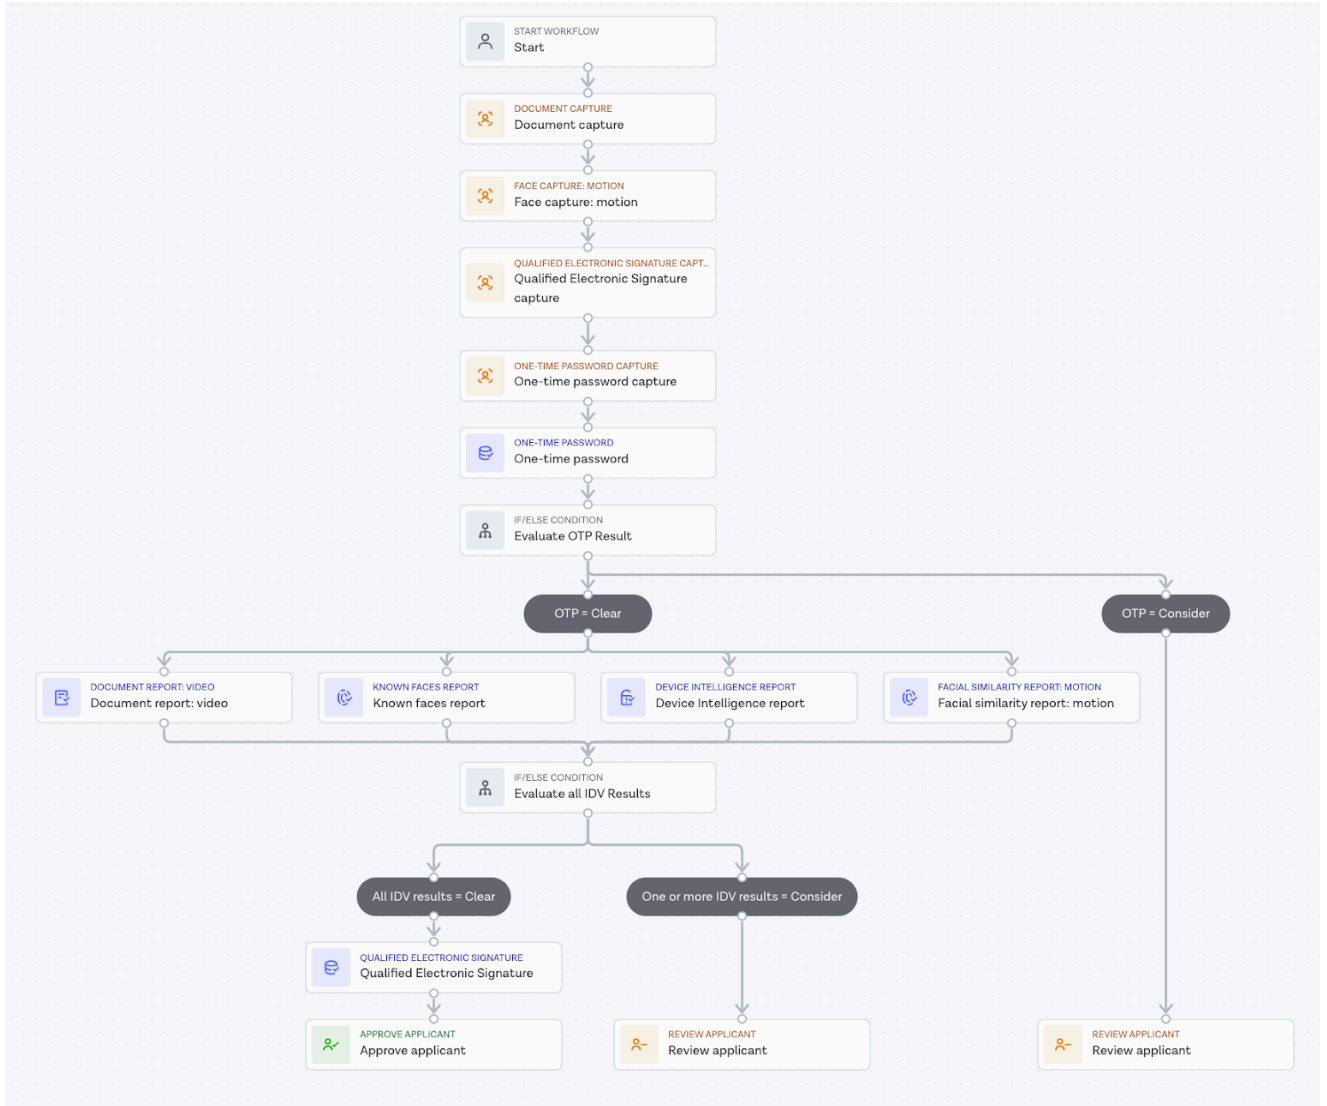 START WORKFLOW
Start
DOCUMENT CAPTURE
Document capture
FACE CAPTURE: MOTION
Face capture: motion
QUALIFIED ELECTRONIC SIGNATURE CAPT...
Qualified Electronic Signature
capture
ONE-TIME PASSWORD CAPTURE
One-time password capture
ONE-TIME PASSWORD
One-time password
IF/ELSE CONDITION
Evaluate OTP Result
OTP = Clear
OTP = Consider
DOCUMENT REPORT: VIDEO
Document report: video
KNOWN FACES REPORT
Known faces report
DEVICE INTELLIGENCE REPORT
Device Intelligence report
FACIAL SIMILARITY REPORT: MOTION
Facial similarity report: motion
IF/ELSE CONDITION
Evaluate all IDV Results
All IDV results = Clear
One or more IDV results = Consider
QUALIFIED ELECTRONIC SIGNATURE
Qualified Electronic Signature
APPROVE APPLICANT
Approve applicant
REVIEW APPLICANT
Review applicant
REVIEW APPLICANT
Review applicant